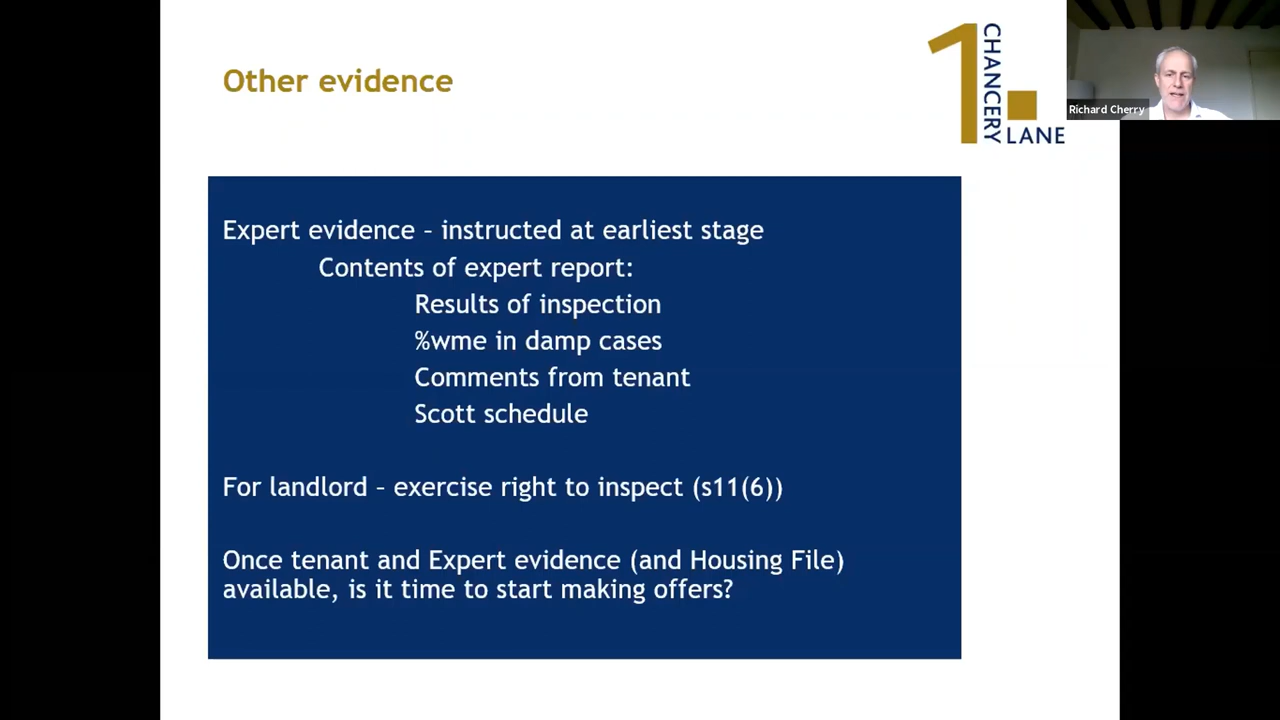 Other evidence
1
CHANCERY
LANE
Richard Cherry
Expert evidence – instructed at earliest stage
Contents of expert report:
Results of inspection
%wme in damp cases
Comments from tenant
Scott schedule
For landlord – exercise right to inspect (s11(6))
Once tenant and Expert evidence (and Housing File)
available, is it time to start making offers?